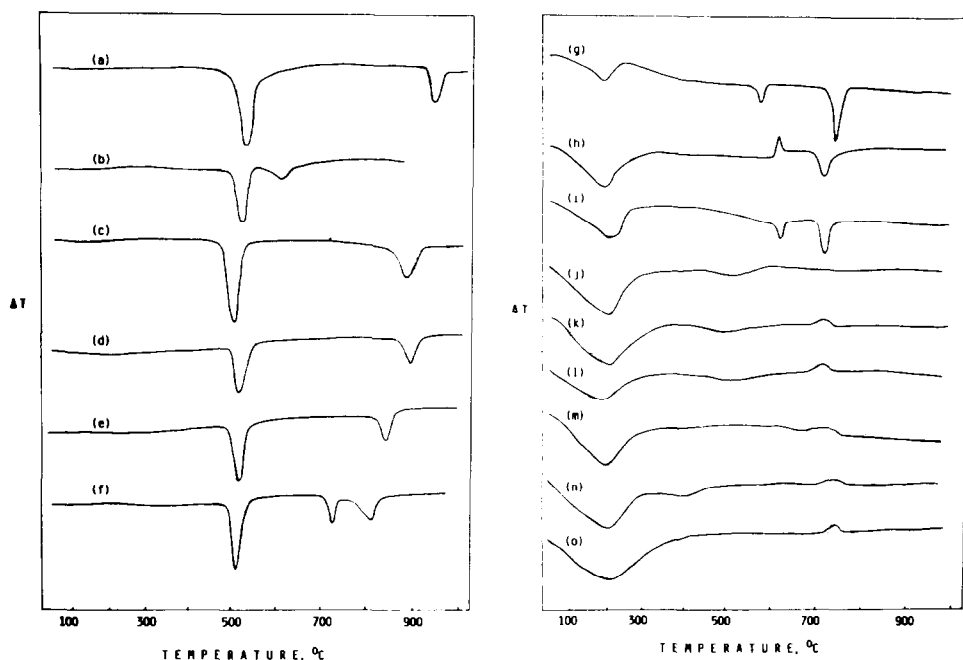 (a)
(b)
(c)
(d)
(e)
(f)
ΔT
100 300 500 700 900
TEMPERATURE, °C
(g)
(h)
(i)
(j)
(k)
(l)
(m)
(n)
(o)
ΔT
100 300 500 700 900
TEMPERATURE, °C